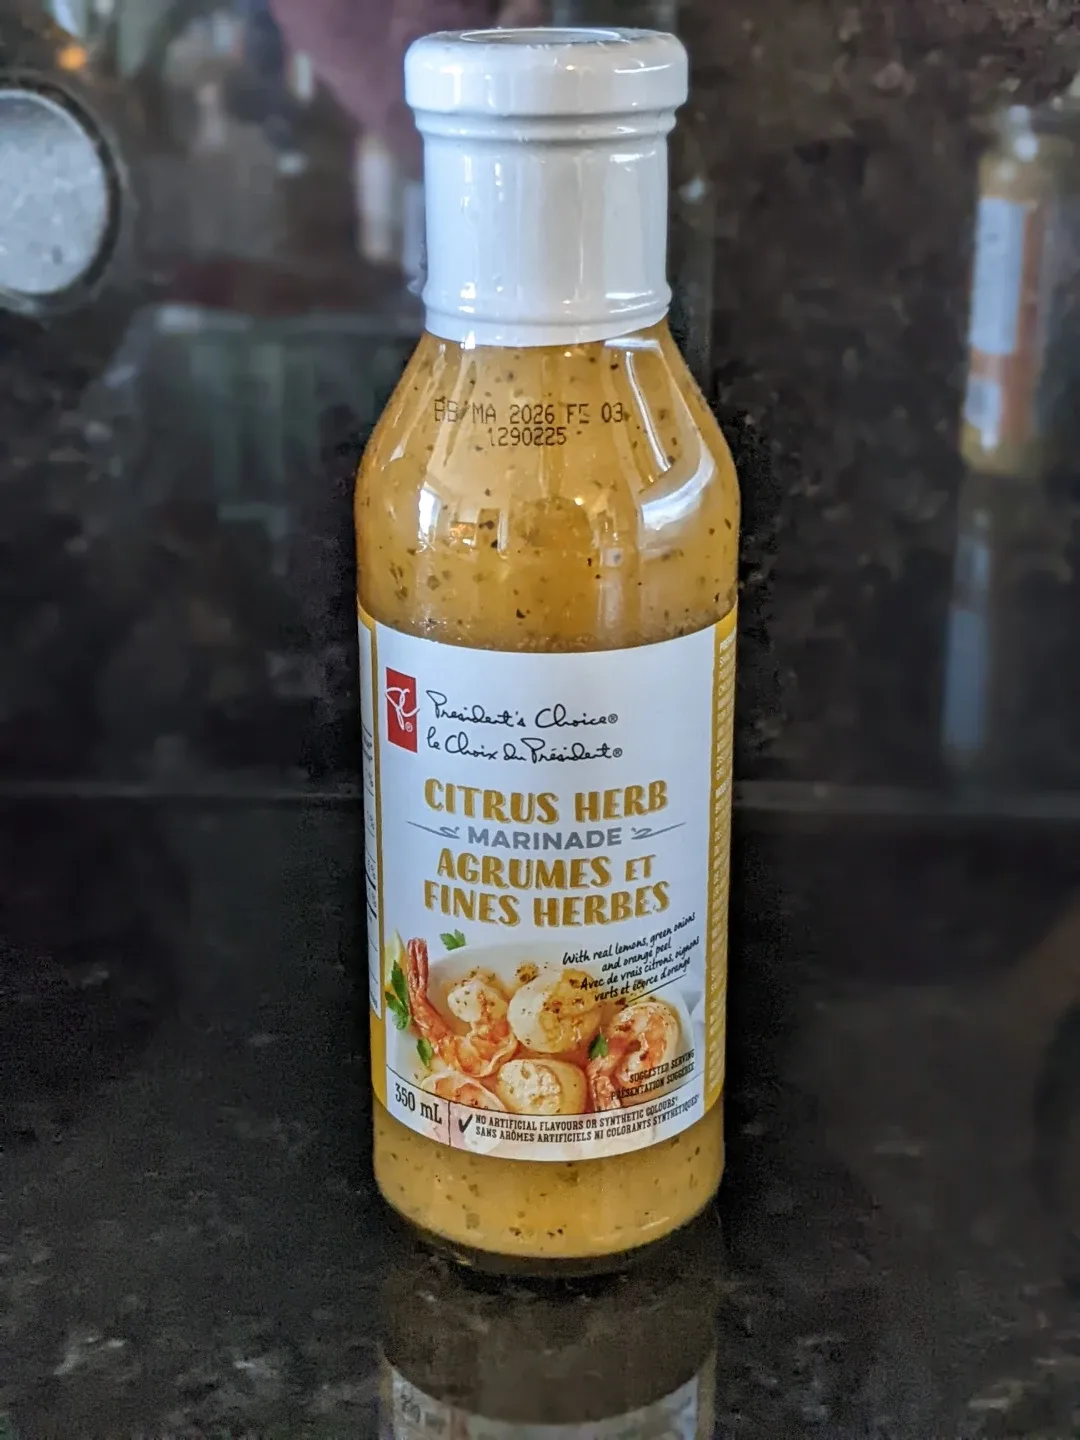 BB/MA 2026 FE 03
1290225
President's Choice®
le Choix du Président®
CITRUS HERB
MARINADE
AGRUMES ET
FINES HERBES
With real lemons, green onions
and orange peel
Avec de vrais citrons, oignons
verts et écorce d'orange
SUGGESTED SERVING
PRÉSENTATION SUGGÉRÉE
350 mL
NO ARTIFICIAL FLAVOURS OR SYNTHETIC COLOURS
SANS ARÔMES ARTIFICIELS NI COLORANTS SYNTHÉTIQUES